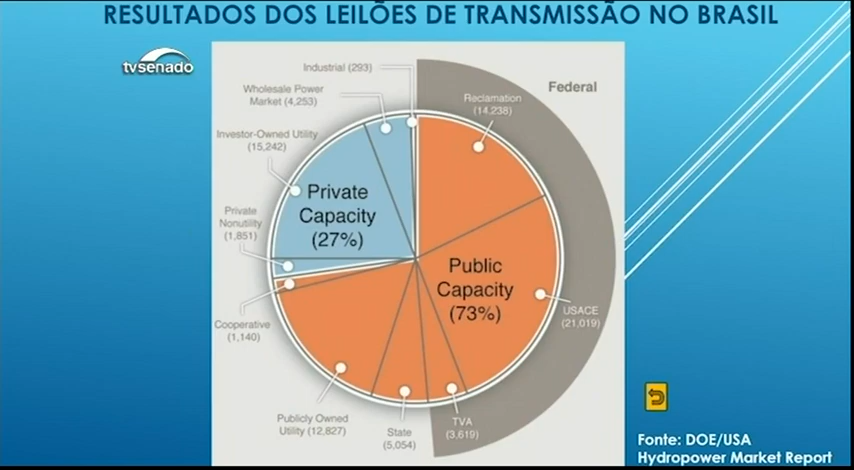 RESULTADOS DOS LEILÕES DE TRANSMISSÃO NO BRASIL
tvsenado
Industrial (293)
Wholesale Power
Market (4,253)
Investor-Owned Utility
(15,242)
Private
Nonutility
(1,851)
Cooperative
(1,140)
Publicly Owned
Utility (12,827)
State
(5,054)
TVA
(3,619)
USACE
(21,019)
Reclamation
(14,238)
Federal
Private
Capacity
(27%)
Public
Capacity
(73%)
Fonte: DOE/USA
Hydropower Market Report